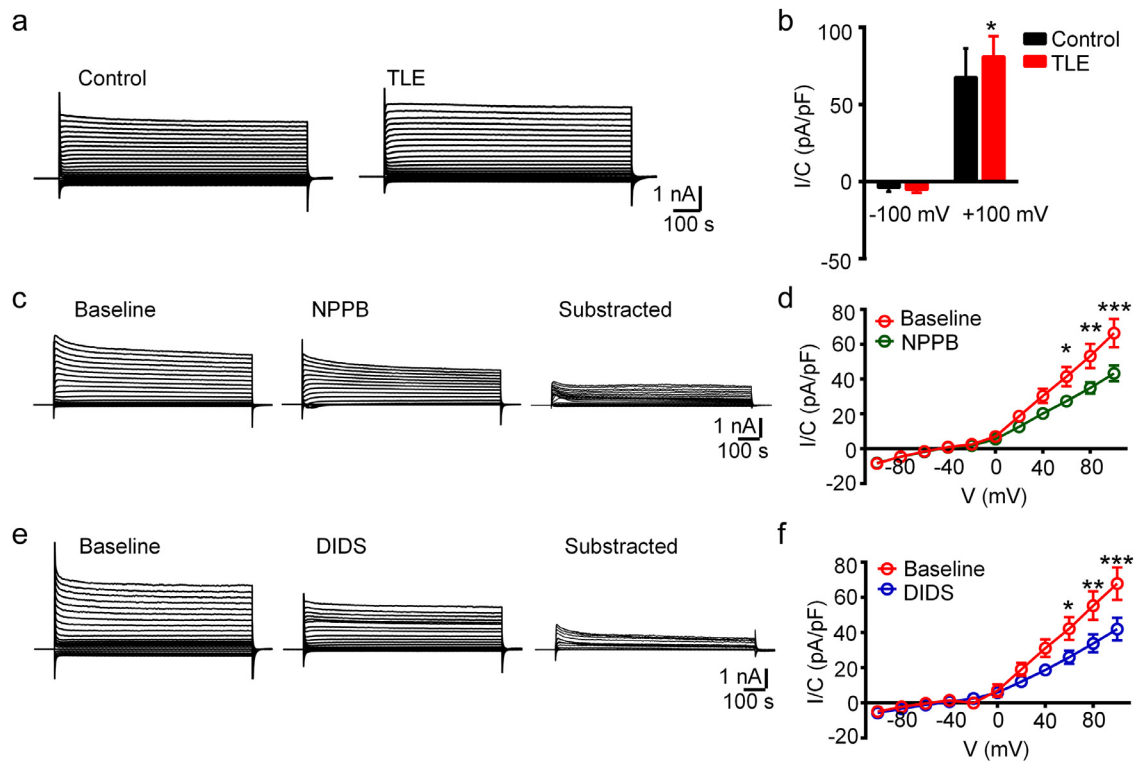 a
Control
TLE
1 nA
100 s
b
100
50
0
-50
I/C (pA/pF)
*
Control
TLE
-100 mV
+100 mV
c
Baseline
NPPB
Substracted
1 nA
100 s
d
80
60
40
20
0
-20
I/C (pA/pF)
Baseline
NPPB
* ** ***
-80 -40 0 40 80
V (mV)
e
Baseline
DIDS
Substracted
1 nA
100 s
f
80
60
40
20
0
-20
I/C (pA/pF)
Baseline
DIDS
* ** ***
-80 -40 0 40 80
V (mV)